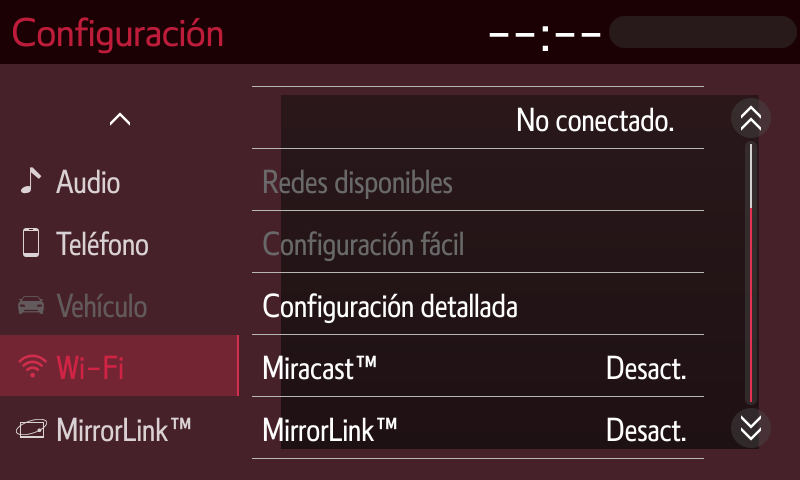 Configuración
--:--
No conectado.
Audio
Redes disponibles
Teléfono
Configuración fácil
Vehículo
Configuración detallada
Wi-Fi
Miracast™ Desact.
MirrorLink™
MirrorLink™ Desact.